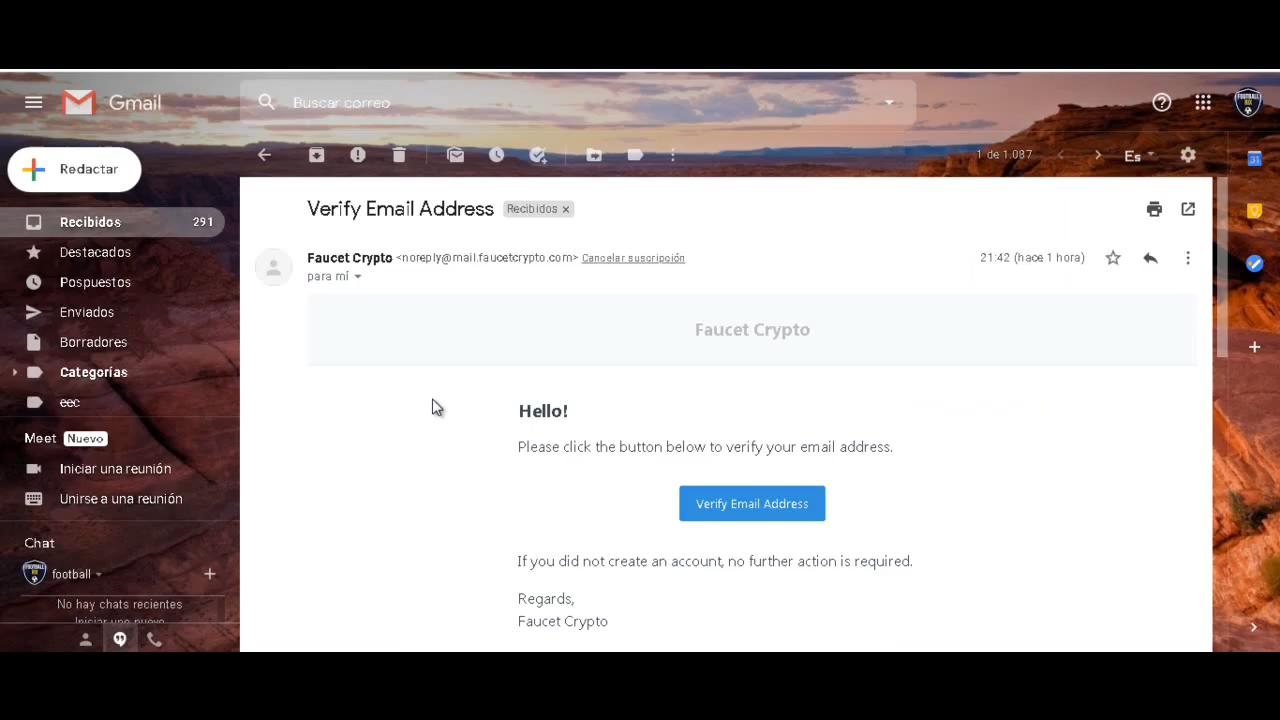 Gmail
Buscar correo
Redactar
1 de 1.087
Es
Recibidos 291
Destacados
Pospuestos
Enviados
Borradores
Categorías
eec
Meet Nuevo
Iniciar una reunión
Unirse a una reunión
Chat
football
No hay chats recientes
Iniciar uno nuevo
Verify Email Address Recibidos x
Faucet Crypto <noreply@mail.faucetcrypto.com> Cancelar suscripción
21:42 (hace 1 hora)
para mí
Faucet Crypto
Hello!
Please click the button below to verify your email address.
Verify Email Address
If you did not create an account, no further action is required.
Regards,
Faucet Crypto